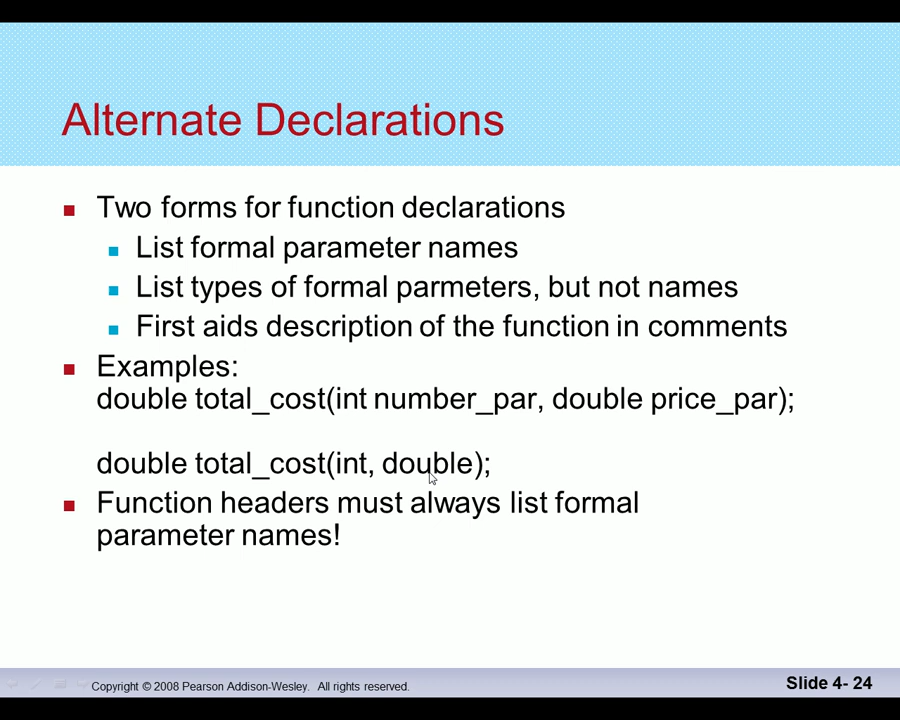 Alternate Declarations
Two forms for function declarations
List formal parameter names
List types of formal parmeters, but not names
First aids description of the function in comments
Examples:
double total_cost(int number_par, double price_par);
double total_cost(int, double);
Function headers must always list formal
parameter names!
Copyright © 2008 Pearson Addison-Wesley. All rights reserved.
Slide 4- 24